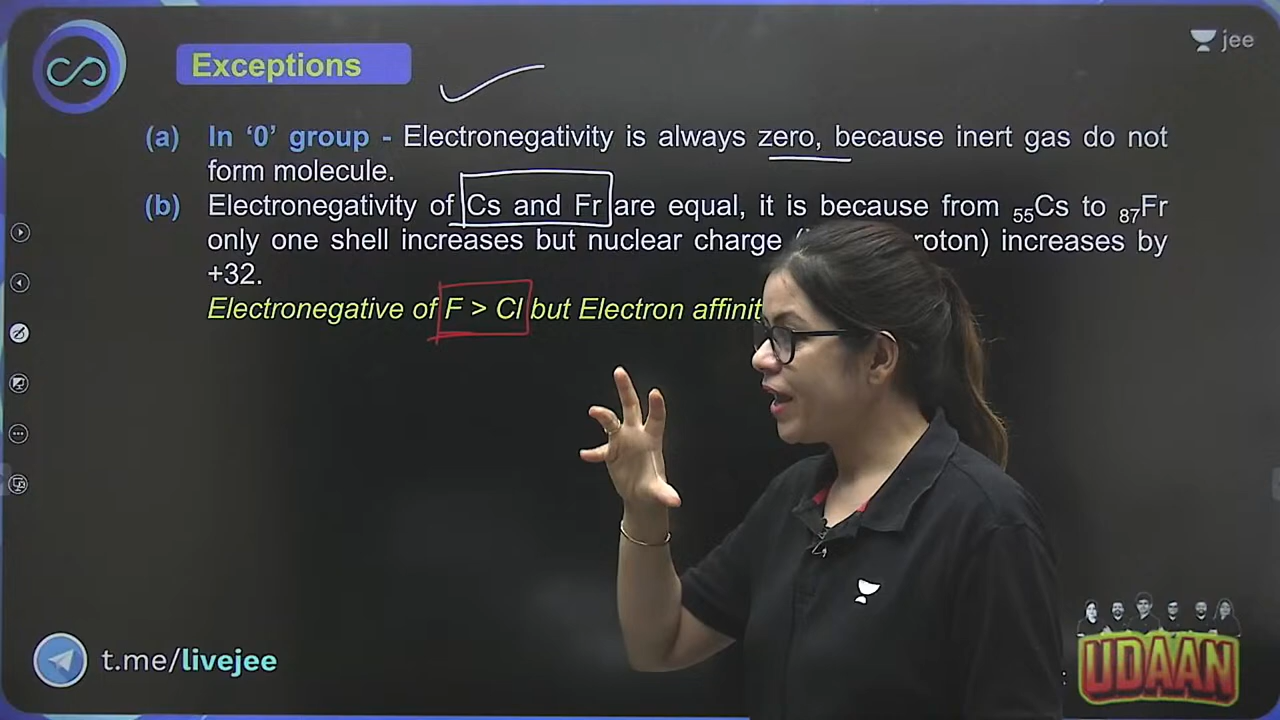 jee
Exceptions
(a) In ‘0’ group - Electronegativity is always zero, because inert gas do not
form molecule.
(b) Electronegativity of Cs and Fr are equal, it is because from 55Cs to 87Fr
only one shell increases but nuclear charge ( roton) increases by
+32.
Electronegative of F > Cl but Electron affinit
t.me/livejee
UDAAN